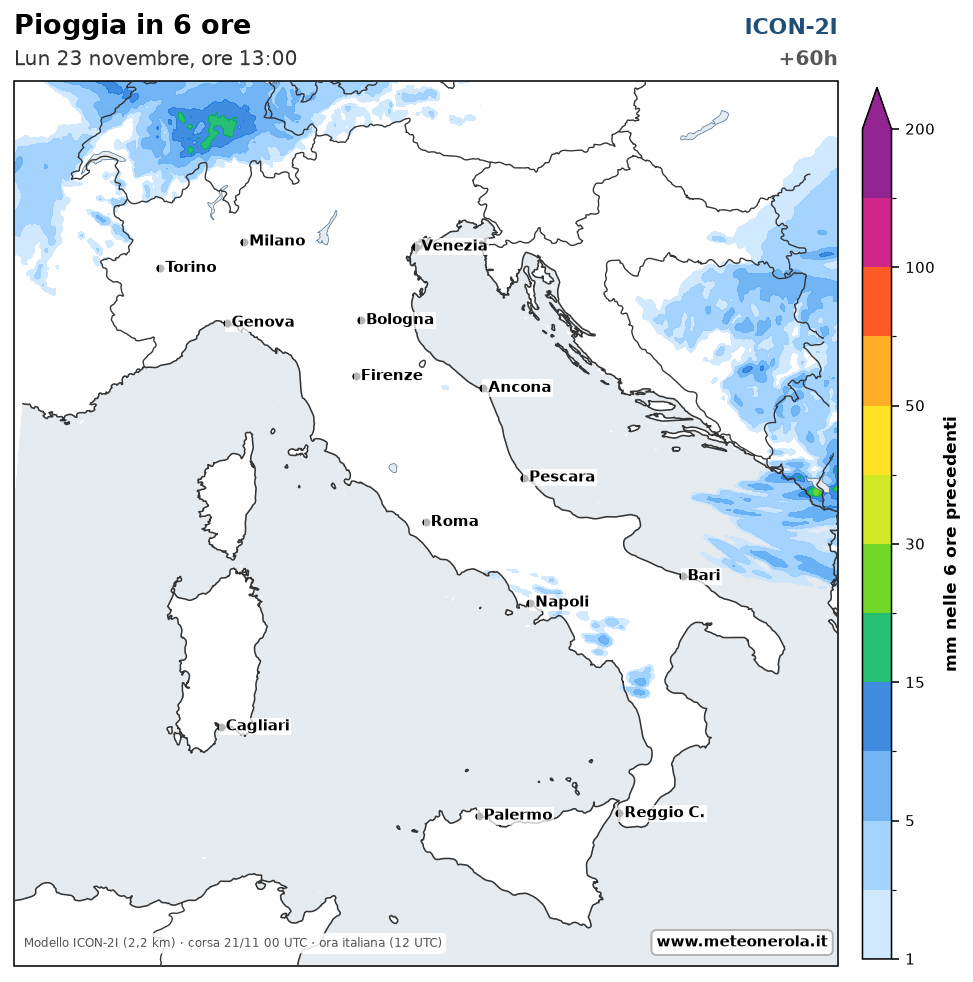 Pioggia in 6 ore
ICON-2I
Lun 23 novembre, ore 13:00
+60h
200
100
50
30
15
5
1
mm nelle 6 ore precedenti
Milano
Venezia
Torino
Genova
Bologna
Firenze
Ancona
Pescara
Roma
Bari
Napoli
Cagliari
Palermo
Reggio C.
Modello ICON-2I (2,2 km) · corsa 21/11 00 UTC · ora italiana (12 UTC)
www.meteonerola.it